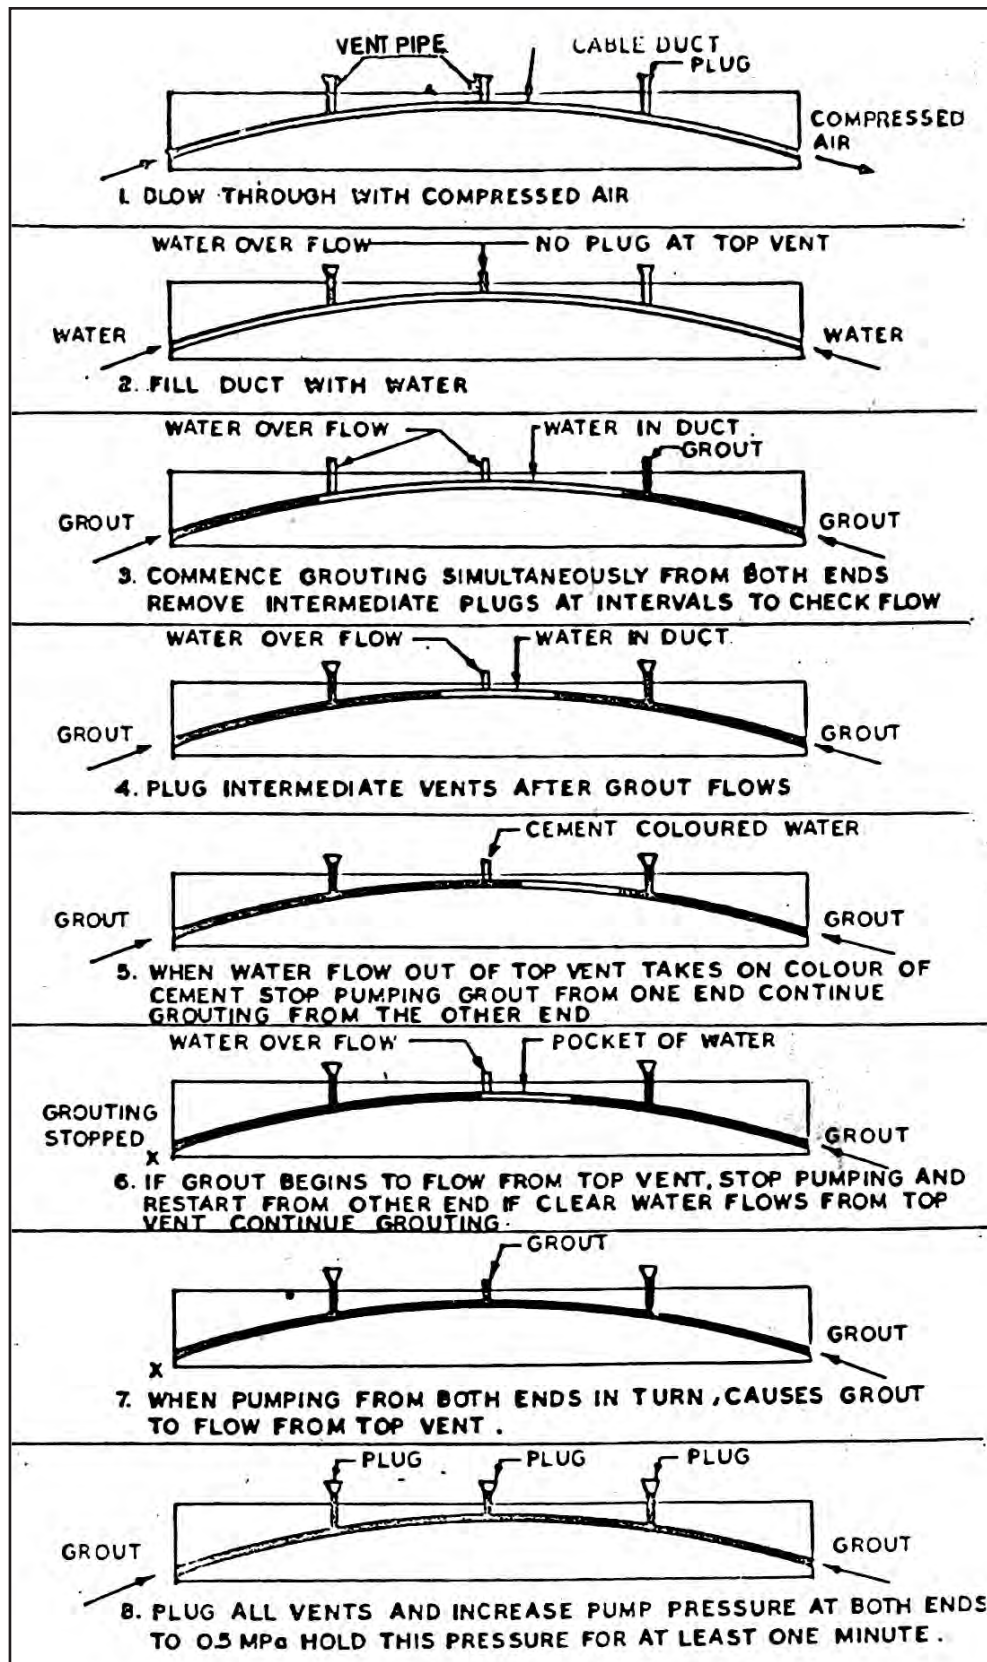 VENT PIPE
CABLE DUCT
PLUG
COMPRESSED
AIR
1. BLOW THROUGH WITH COMPRESSED AIR
WATER OVER FLOW
NO PLUG AT TOP VENT
WATER
WATER
2. FILL DUCT WITH WATER
WATER OVER FLOW
WATER IN DUCT.
GROUT
GROUT
GROUT
3. COMMENCE GROUTING SIMULTANEOUSLY FROM BOTH ENDS
REMOVE INTERMEDIATE PLUGS AT INTERVALS TO CHECK FLOW
WATER OVER FLOW
WATER IN DUCT.
GROUT
GROUT
4. PLUG INTERMEDIATE VENTS AFTER GROUT FLOWS
CEMENT COLOURED WATER
GROUT
GROUT
5. WHEN WATER FLOW OUT OF TOP VENT TAKES ON COLOUR OF
CEMENT STOP PUMPING GROUT FROM ONE END CONTINUE
GROUTING FROM THE OTHER END
WATER OVER FLOW
POCKET OF WATER
GROUTING
STOPPED
X
GROUT
6. IF GROUT BEGINS TO FLOW FROM TOP VENT, STOP PUMPING AND
RESTART FROM OTHER END IF CLEAR WATER FLOWS FROM TOP
VENT CONTINUE GROUTING.
GROUT
GROUT
X
7. WHEN PUMPING FROM BOTH ENDS IN TURN, CAUSES GROUT
TO FLOW FROM TOP VENT.
PLUG
PLUG
PLUG
GROUT
GROUT
8. PLUG ALL VENTS AND INCREASE PUMP PRESSURE AT BOTH ENDS
TO 0.5 MPa HOLD THIS PRESSURE FOR AT LEAST ONE MINUTE.